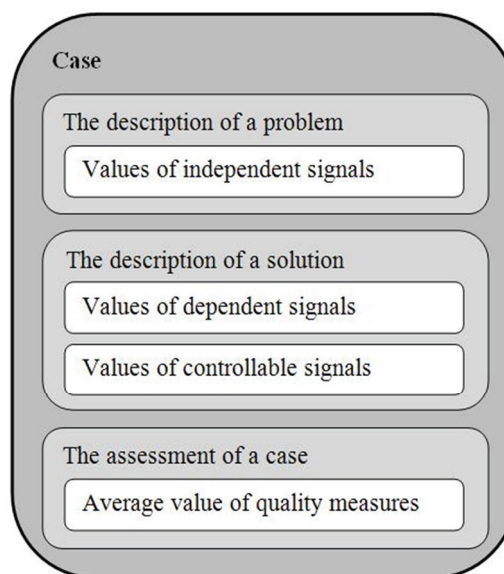 Case
The description of a problem
Values of independent signals
The description of a solution
Values of dependent signals
Values of controllable signals
The assessment of a case
Average value of quality measures